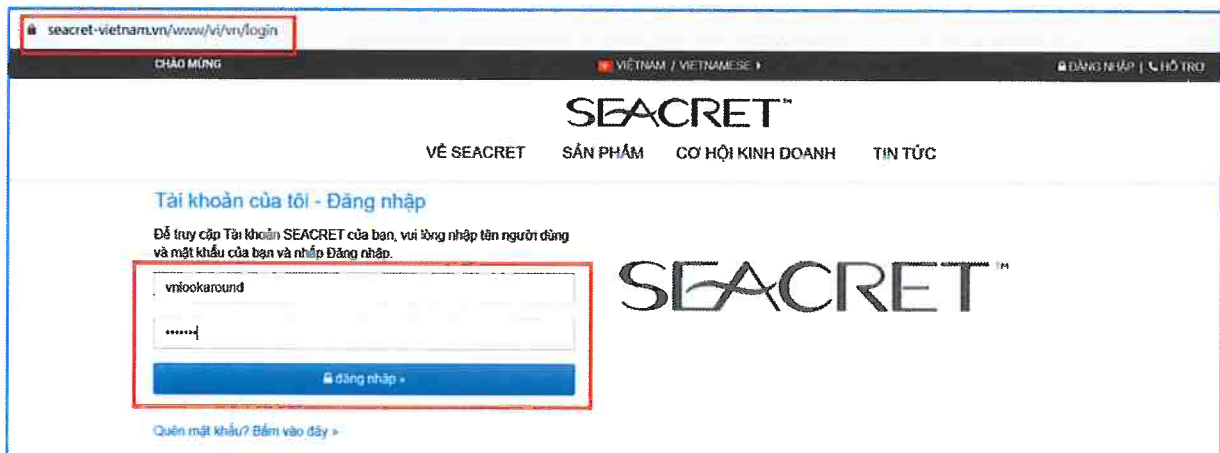 seacret-vietnam.vn/www/vi/vn/login
CHÀO MỪNG
VIỆTNAM / VIETNAMESE
ĐĂNG NHẬP | HỖ TRỢ
SEACRET™
VỀ SEACRET SẢN PHẨM CƠ HỘI KINH DOANH TIN TỨC
Tài khoản của tôi - Đăng nhập
Để truy cập Tài khoản SEACRET của bạn, vui lòng nhập tên người dùng
và mật khẩu của bạn và nhấp Đăng nhập.
vnlookaround
•••••••
SEACRET™
đăng nhập »
Quên mật khẩu? Bấm vào đây »